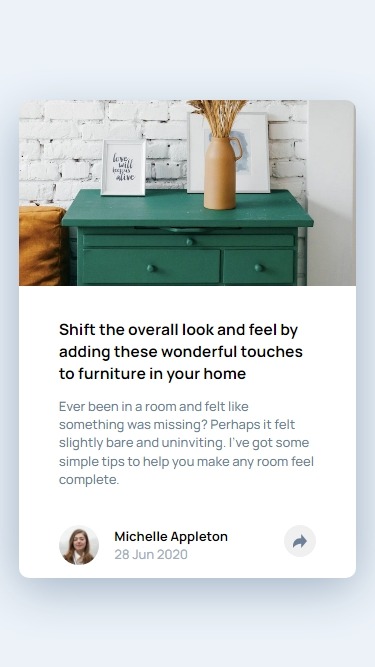 love
will
keep us
alive
Shift the overall look and feel by
adding these wonderful touches
to furniture in your home
Ever been in a room and felt like
something was missing? Perhaps it felt
slightly bare and uninviting. I've got some
simple tips to help you make any room feel
complete.
Michelle Appleton
28 Jun 2020